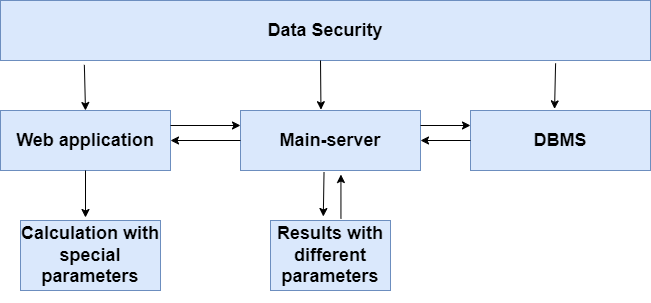 Data Security
Web application
Main-server
DBMS
Calculation with
special
parameters
Results with
different
parameters